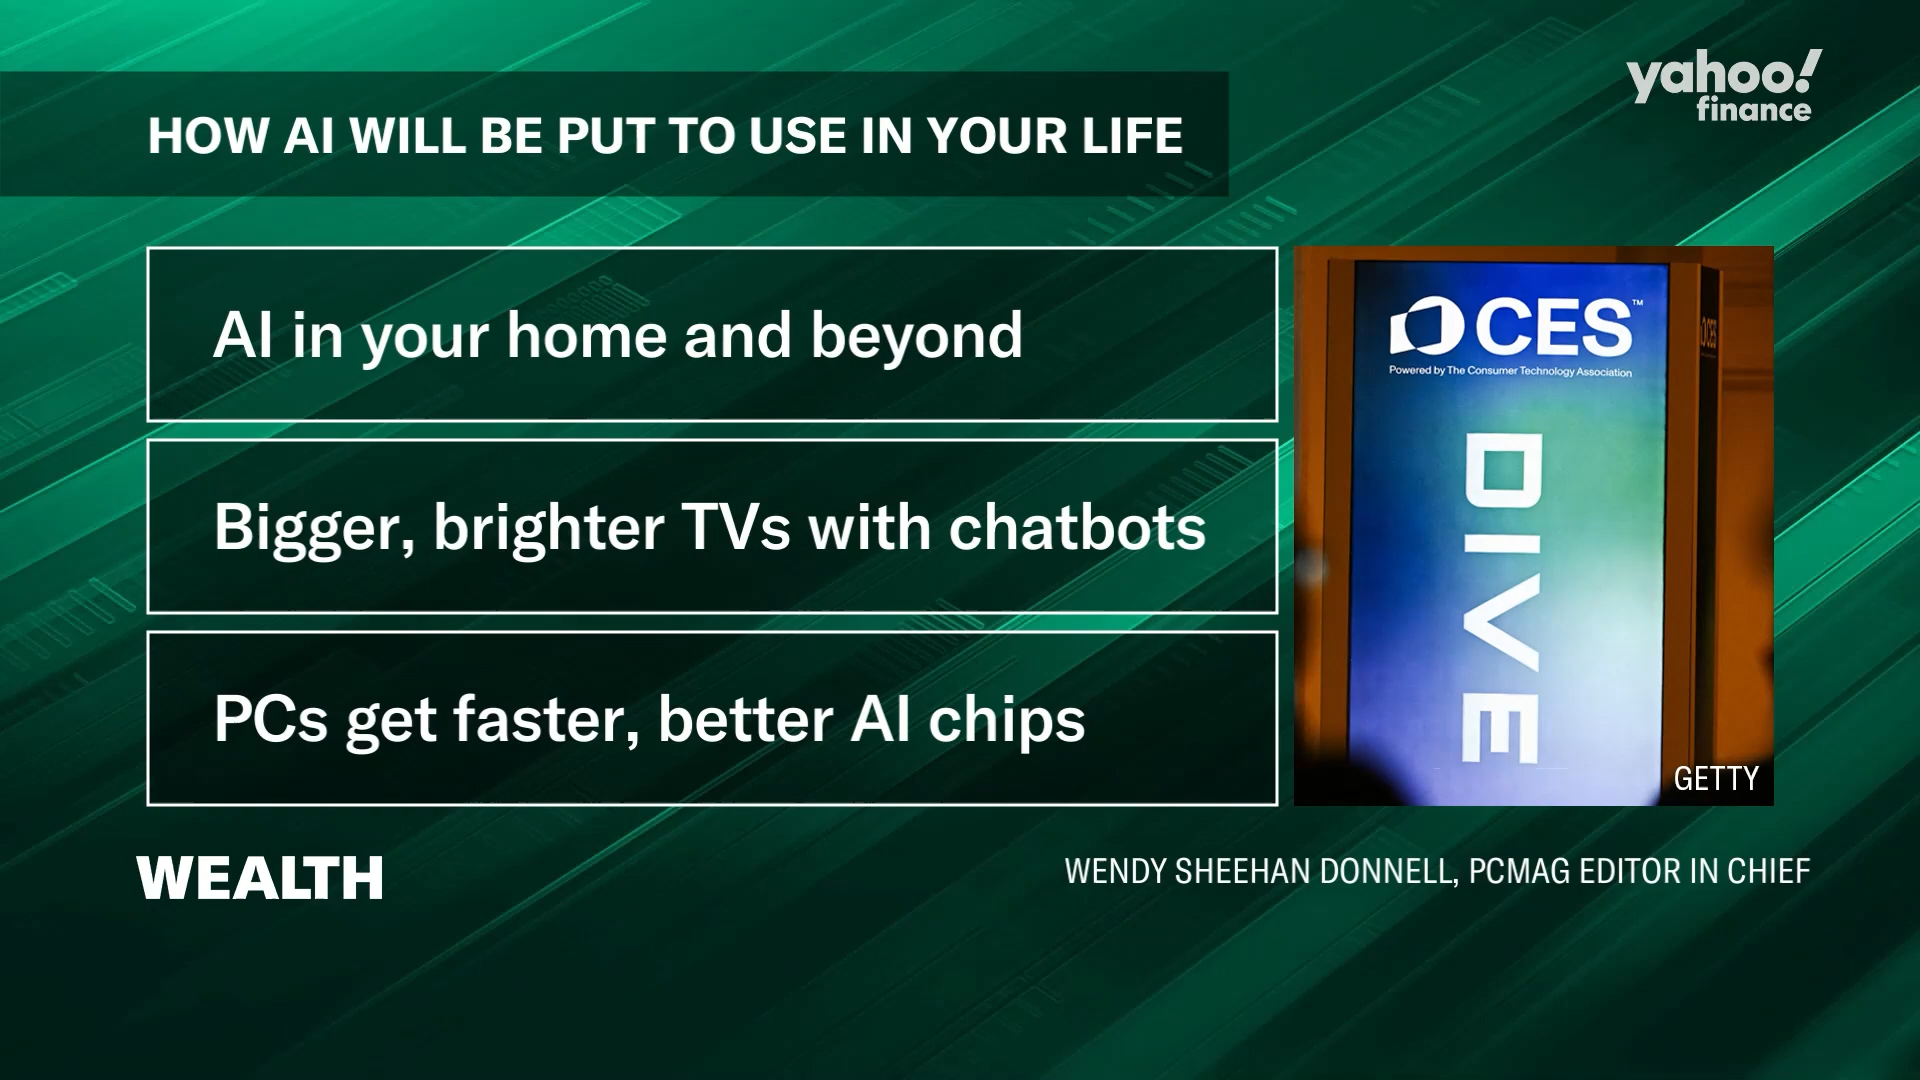 yahoo!
finance
HOW AI WILL BE PUT TO USE IN YOUR LIFE
AI in your home and beyond
Bigger, brighter TVs with chatbots
PCs get faster, better AI chips
CES™
Powered by The Consumer Technology Association
DIVE
GETTY
WEALTH
WENDY SHEEHAN DONNELL, PCMAG EDITOR IN CHIEF